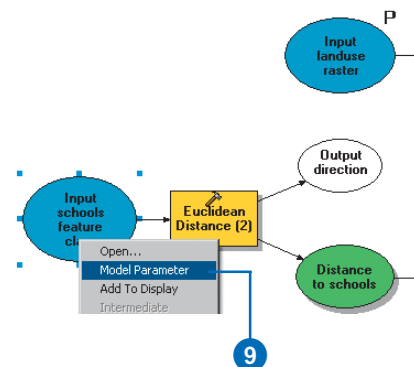 P
Input
landuse
raster
Output
direction
Input
schools
feature
Euclidean
Distance (2)
Open...
Model Parameter
Add To Display
Intermediate
Distance
to schools
9